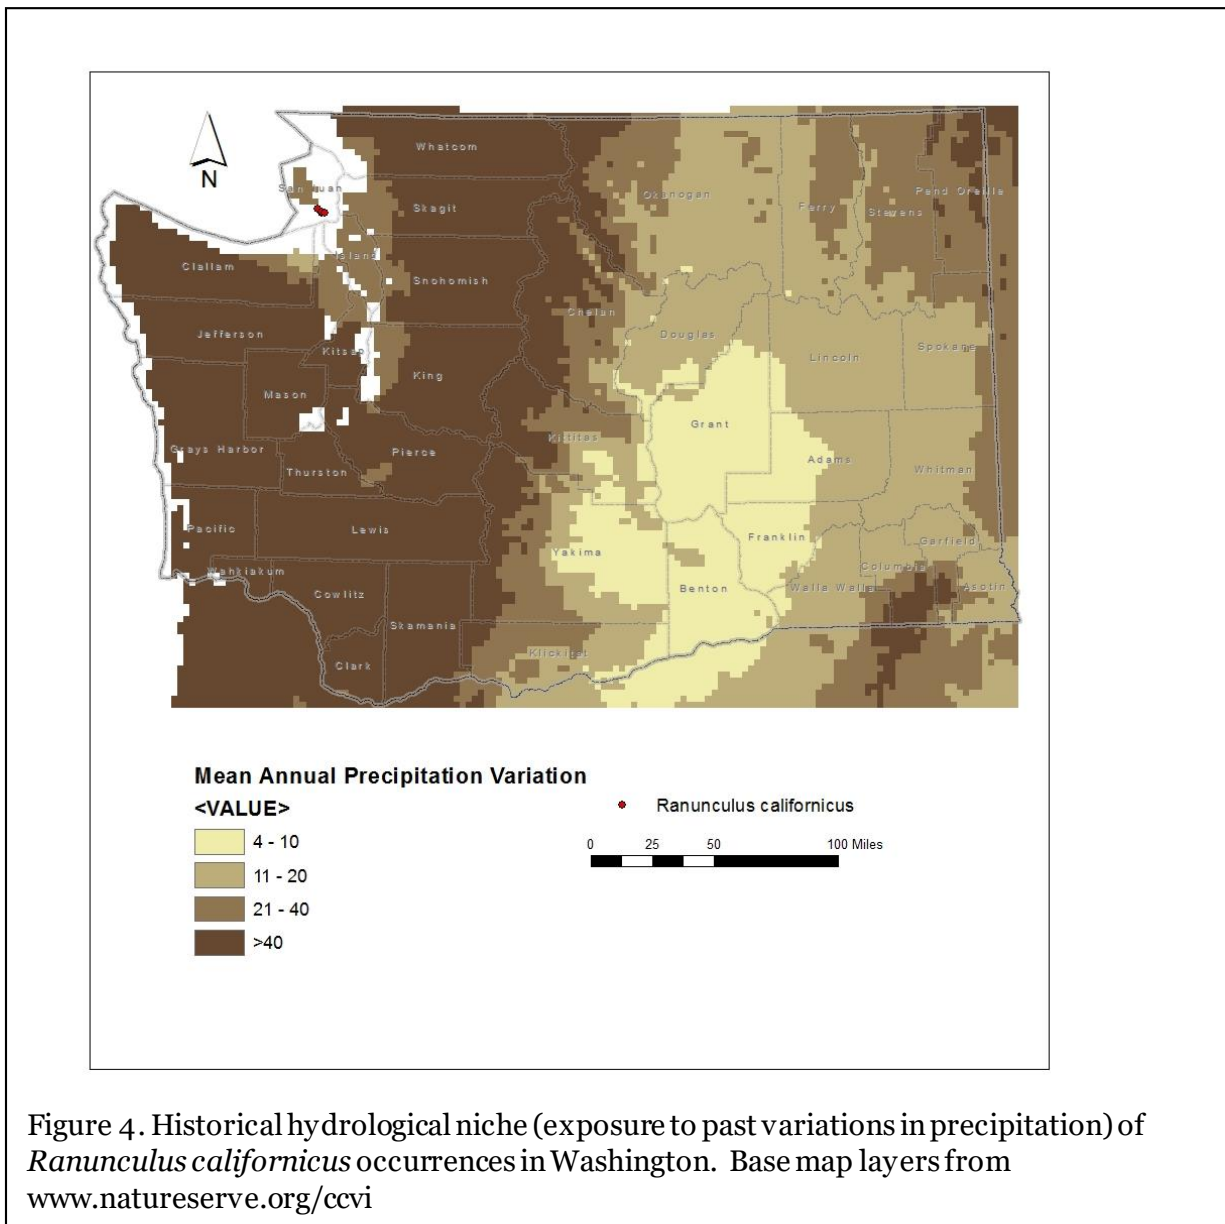 N
Whatcom
San Juan
Okanogan
Ferry
Stevens
Pend Oreille
Skagit
Island
Clallam
Snohomish
Chelan
Jefferson
Douglas
Kitsap
Lincoln
Spokane
King
Mason
Grant
Kittitas
Grays Harbor
Pierce
Adams
Thurston
Whitman
Pacific
Lewis
Yakima
Franklin
Garfield
Wahkiakum
Columbia
Cowlitz
Benton
Walla Walla
Asotin
Skamania
Klickitat
Clark
Mean Annual Precipitation Variation
<VALUE>
4 - 10
11 - 20
21 - 40
>40
Ranunculus californicus
0 25 50 100 Miles
Figure 4. Historical hydrological niche (exposure to past variations in precipitation) of
Ranunculus californicus occurrences in Washington. Base map layers from
www.natureserve.org/ccvi